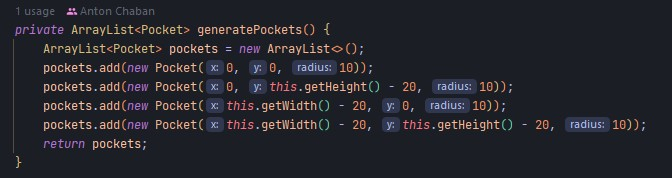 1 usage Anton Chaban
private ArrayList<Pocket> generatePockets() {
ArrayList<Pocket> pockets = new ArrayList<>();
pockets.add(new Pocket( x: 0, y: 0, radius: 10));
pockets.add(new Pocket( x: 0, y: this.getHeight() - 20, radius: 10));
pockets.add(new Pocket( x: this.getWidth() - 20, y: 0, radius: 10));
pockets.add(new Pocket( x: this.getWidth() - 20, y: this.getHeight() - 20, radius: 10));
return pockets;
}